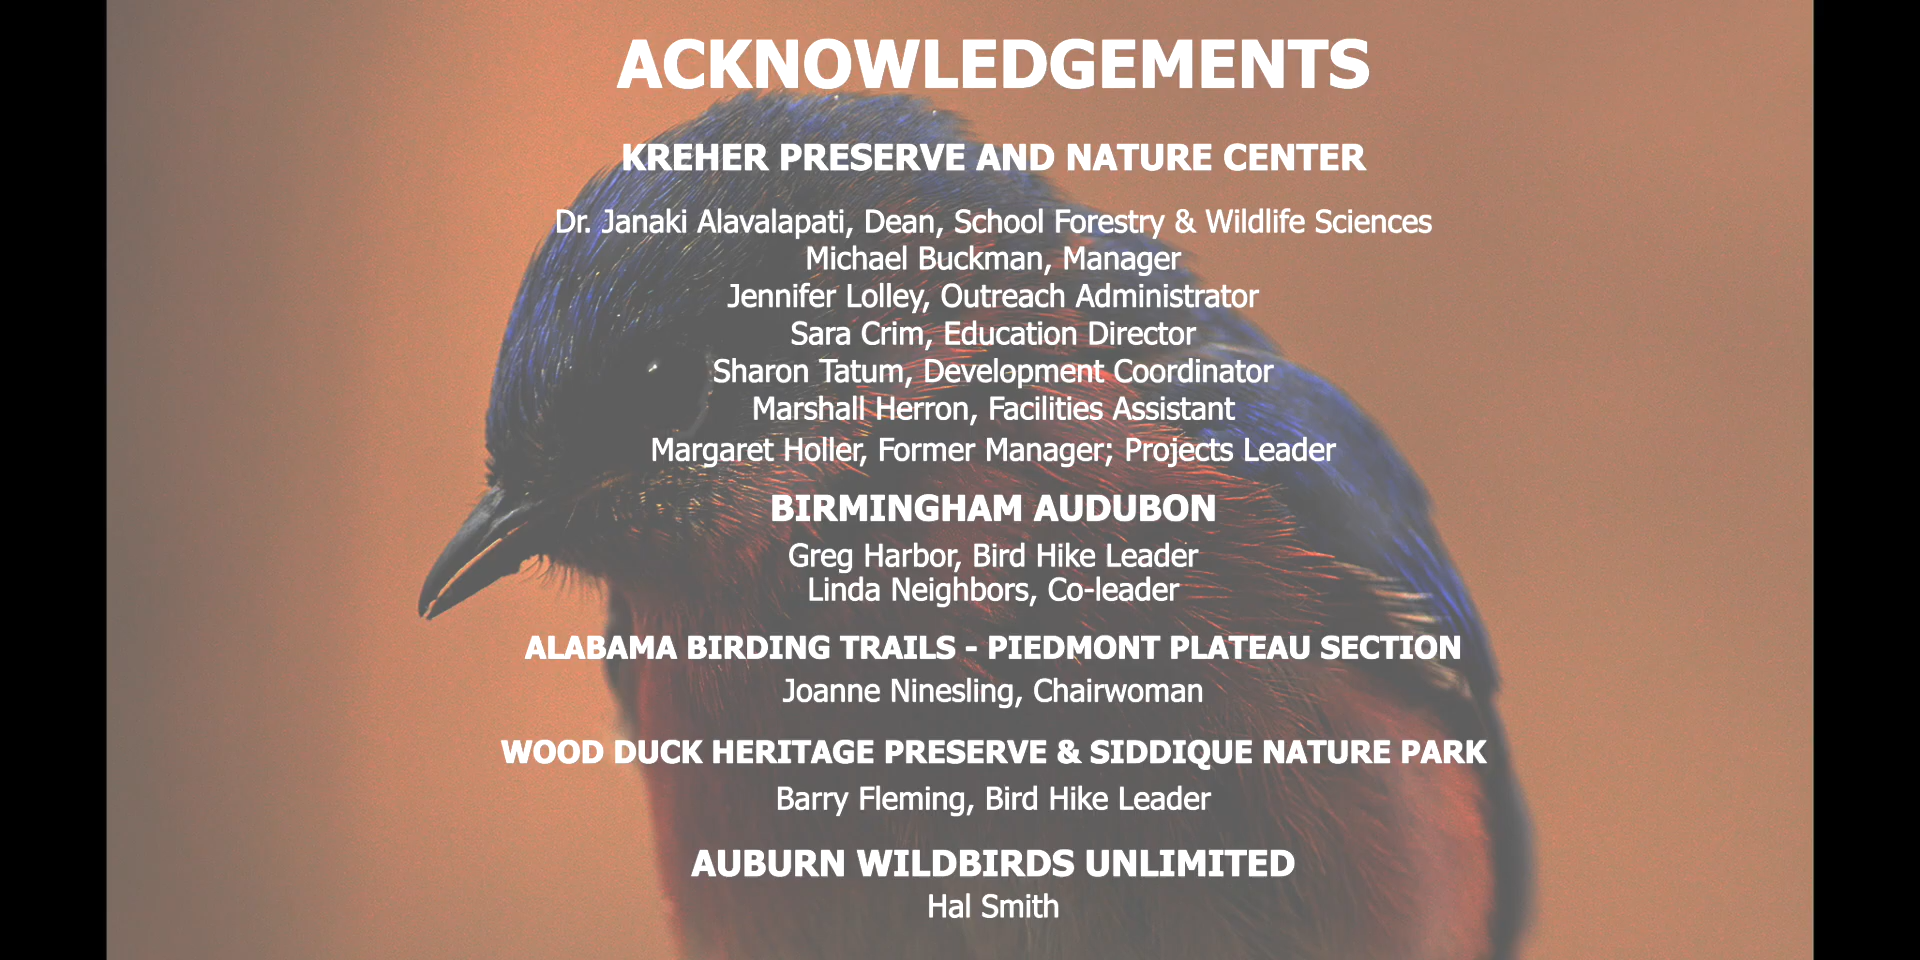 ACKNOWLEDGEMENTS
KREHER PRESERVE AND NATURE CENTER
Dr. Janaki Alavalapati, Dean, School Forestry & Wildlife Sciences
Michael Buckman, Manager
Jennifer Lolley, Outreach Administrator
Sara Crim, Education Director
Sharon Tatum, Development Coordinator
Marshall Herron, Facilities Assistant
Margaret Holler, Former Manager; Projects Leader
BIRMINGHAM AUDUBON
Greg Harbor, Bird Hike Leader
Linda Neighbors, Co-leader
ALABAMA BIRDING TRAILS - PIEDMONT PLATEAU SECTION
Joanne Ninesling, Chairwoman
WOOD DUCK HERITAGE PRESERVE & SIDDIQUE NATURE PARK
Barry Fleming, Bird Hike Leader
AUBURN WILDBIRDS UNLIMITED
Hal Smith